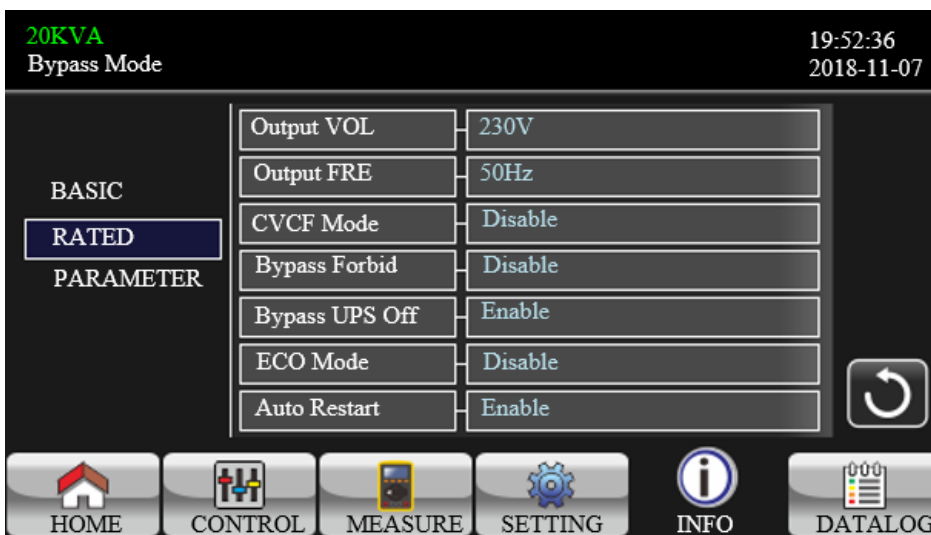 20KVA
Bypass Mode
19:52:36
2018-11-07
BASIC
RATED
PARAMETER
Output VOL 230V
Output FRE 50Hz
CVCF Mode Disable
Bypass Forbid Disable
Bypass UPS Off Enable
ECO Mode Disable
Auto Restart Enable
HOME CONTROL MEASURE SETTING INFO DATALOG